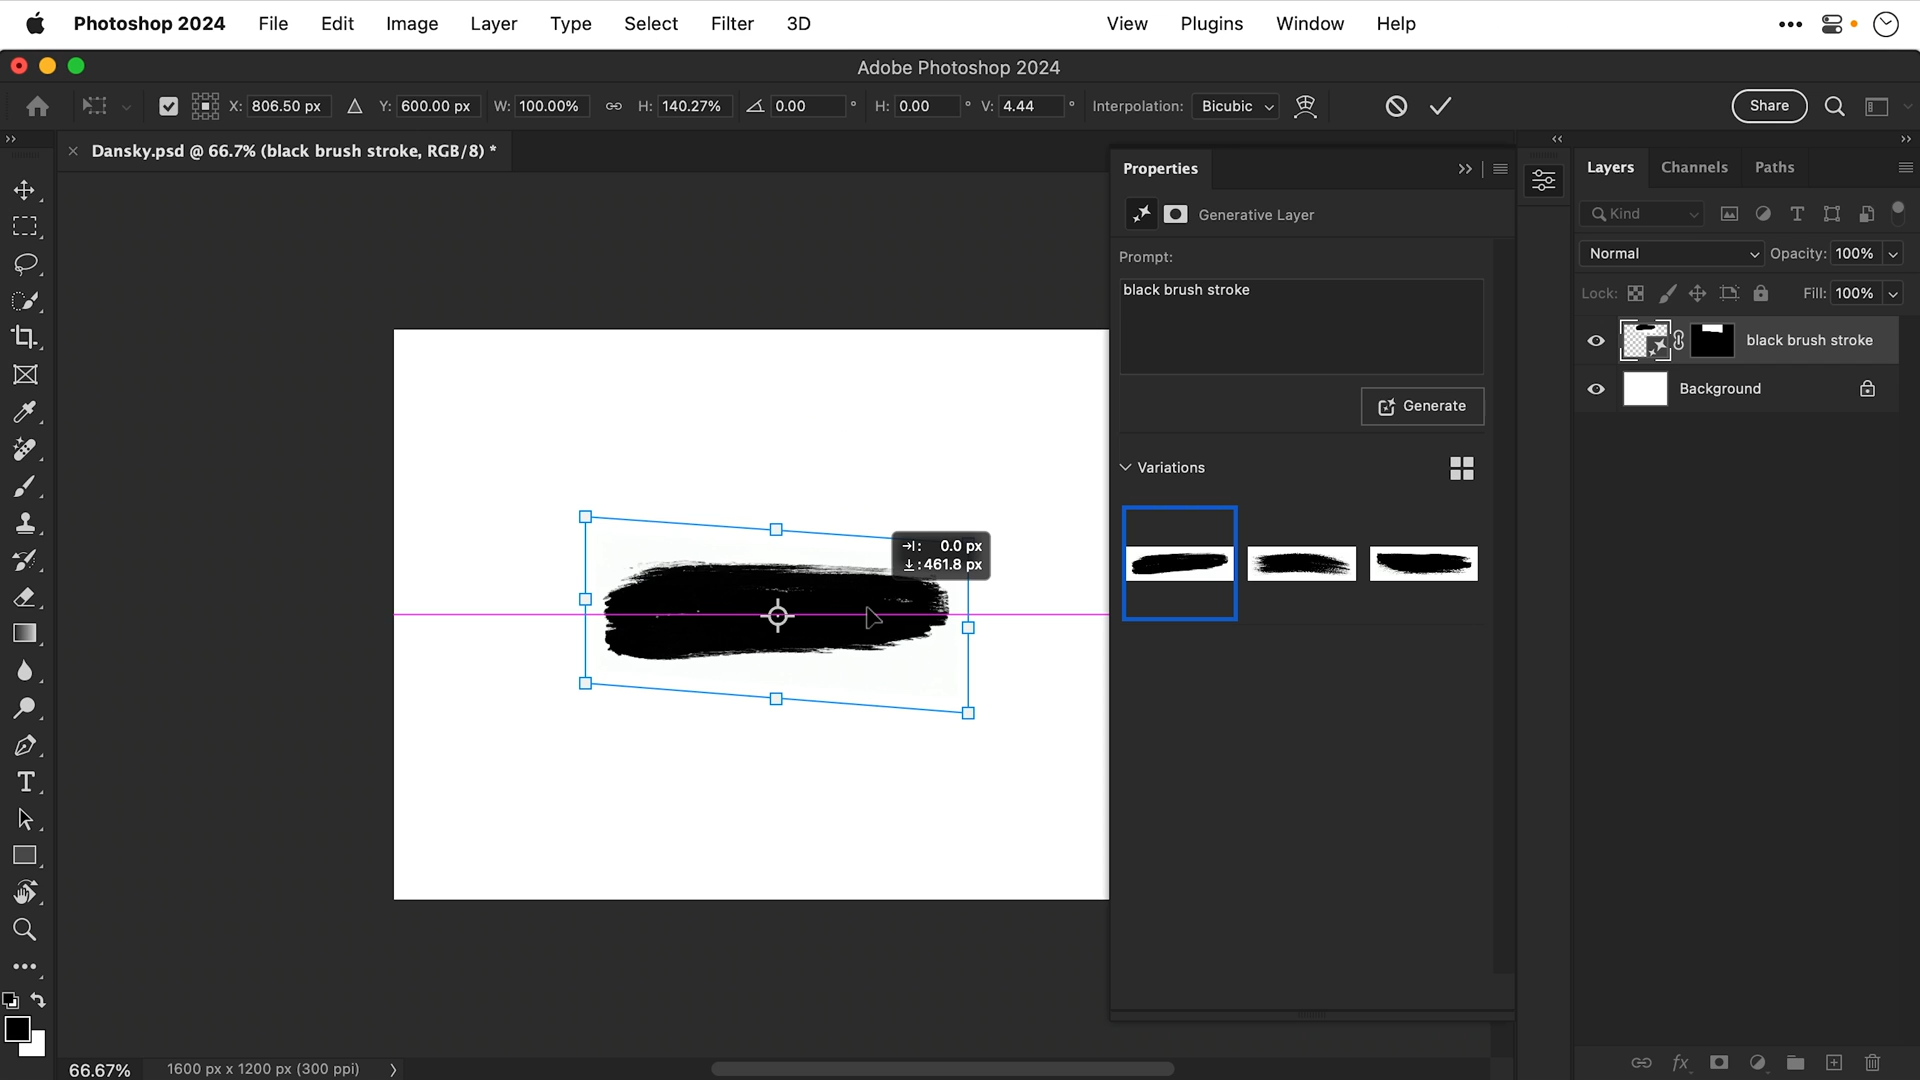 Photoshop 2024 File Edit Image Layer Type Select Filter 3D View Plugins Window Help
Adobe Photoshop 2024
X: 806.50 px Y: 600.00 px W: 100.00% H: 140.27% 0.00 ° H: 0.00 ° V: 4.44 ° Interpolation: Bicubic Share
Dansky.psd @ 66.7% (black brush stroke, RGB/8) *
Properties
Generative Layer
Prompt:
black brush stroke
Generate
Variations
0.0 px
: 461.8 px
Layers Channels Paths
Kind
Normal Opacity: 100%
Lock: Fill: 100%
black brush stroke
Background
fx
66.67% 1600 px x 1200 px (300 ppi)